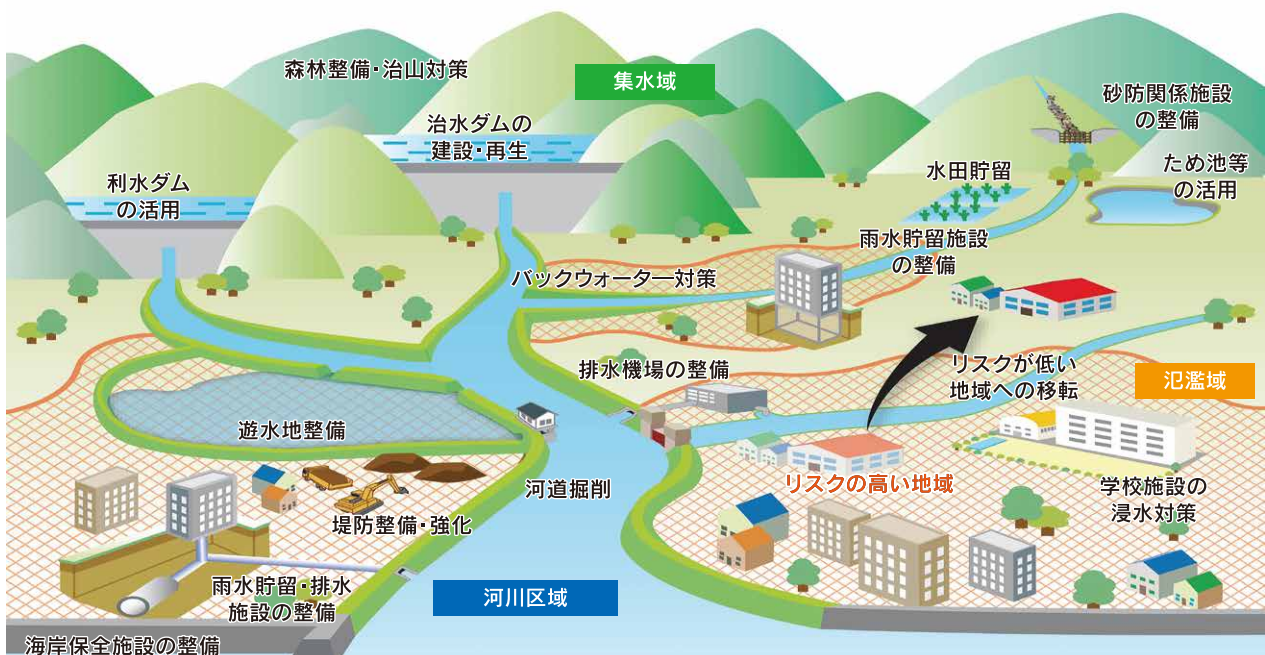 森林整備・治山対策
集水域
砂防関係施設
の整備
治水ダムの
建設・再生
利水ダム
の活用
水田貯留
ため池等
の活用
雨水貯留施設
の整備
バックウォーター対策
排水機場の整備
リスクが低い
地域への移転
氾濫域
遊水地整備
リスクの高い地域
河道掘削
学校施設の
浸水対策
堤防整備・強化
雨水貯留・排水
施設の整備
河川区域
海岸保全施設の整備